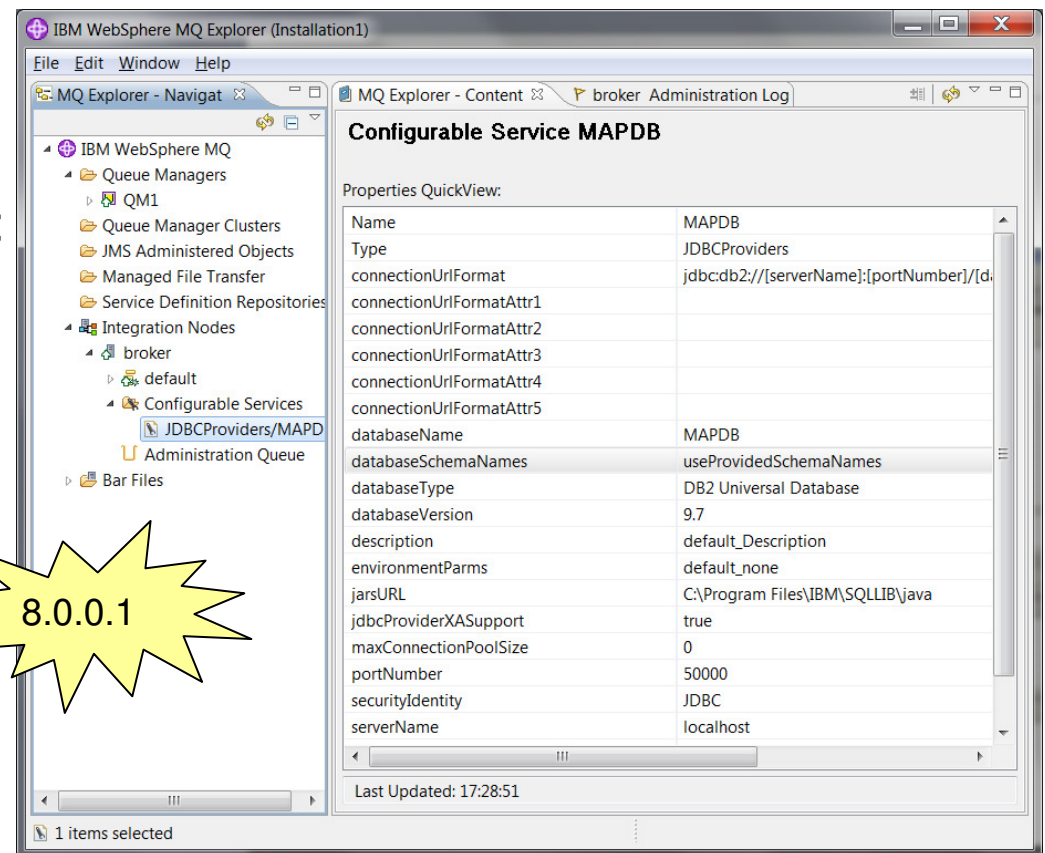 IBM WebSphere MQ Explorer (Installation1)
File Edit Window Help
MQ Explorer - Navigat
IBM WebSphere MQ
Queue Managers
QM1
Queue Manager Clusters
JMS Administered Objects
Managed File Transfer
Service Definition Repositories
Integration Nodes
broker
default
Configurable Services
JDBCProviders/MAPD
Administration Queue
Bar Files
8.0.0.1
MQ Explorer - Content broker Administration Log
Configurable Service MAPDB
Properties QuickView:
Name MAPDB
Type JDBCProviders
connectionUrlFormat jdbc:db2://[serverName]:[portNumber]/[da
connectionUrlFormatAttr1
connectionUrlFormatAttr2
connectionUrlFormatAttr3
connectionUrlFormatAttr4
connectionUrlFormatAttr5
databaseName MAPDB
databaseSchemaNames useProvidedSchemaNames
databaseType DB2 Universal Database
databaseVersion 9.7
description default_Description
environmentParms default_none
jarsURL C:\Program Files\IBM\SQLLIB\java
jdbcProviderXASupport true
maxConnectionPoolSize 0
portNumber 50000
securityIdentity JDBC
serverName localhost
Last Updated: 17:28:51
1 items selected